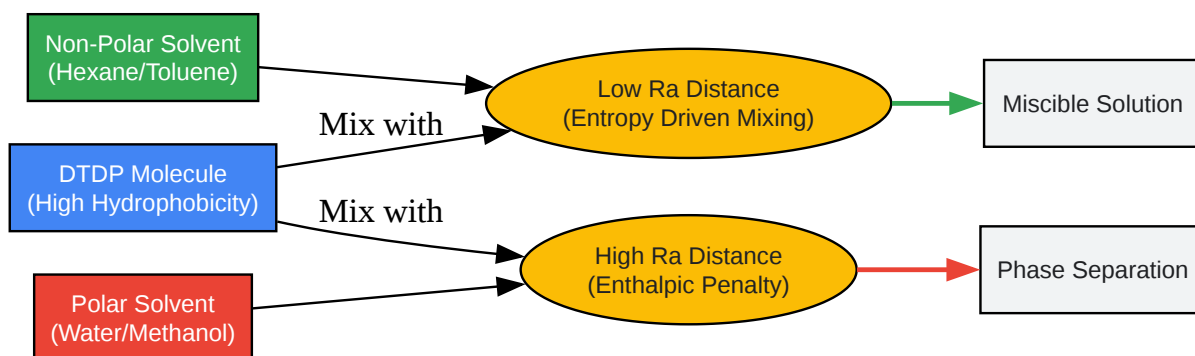 Non-Polar Solvent
(Hexane/Toluene)
Low Ra Distance
(Entropy Driven Mixing)
Miscible Solution
Mix with
DTDP Molecule
(High Hydrophobicity)
Mix with
High Ra Distance
(Enthalpic Penalty)
Phase Separation
Polar Solvent
(Water/Methanol)